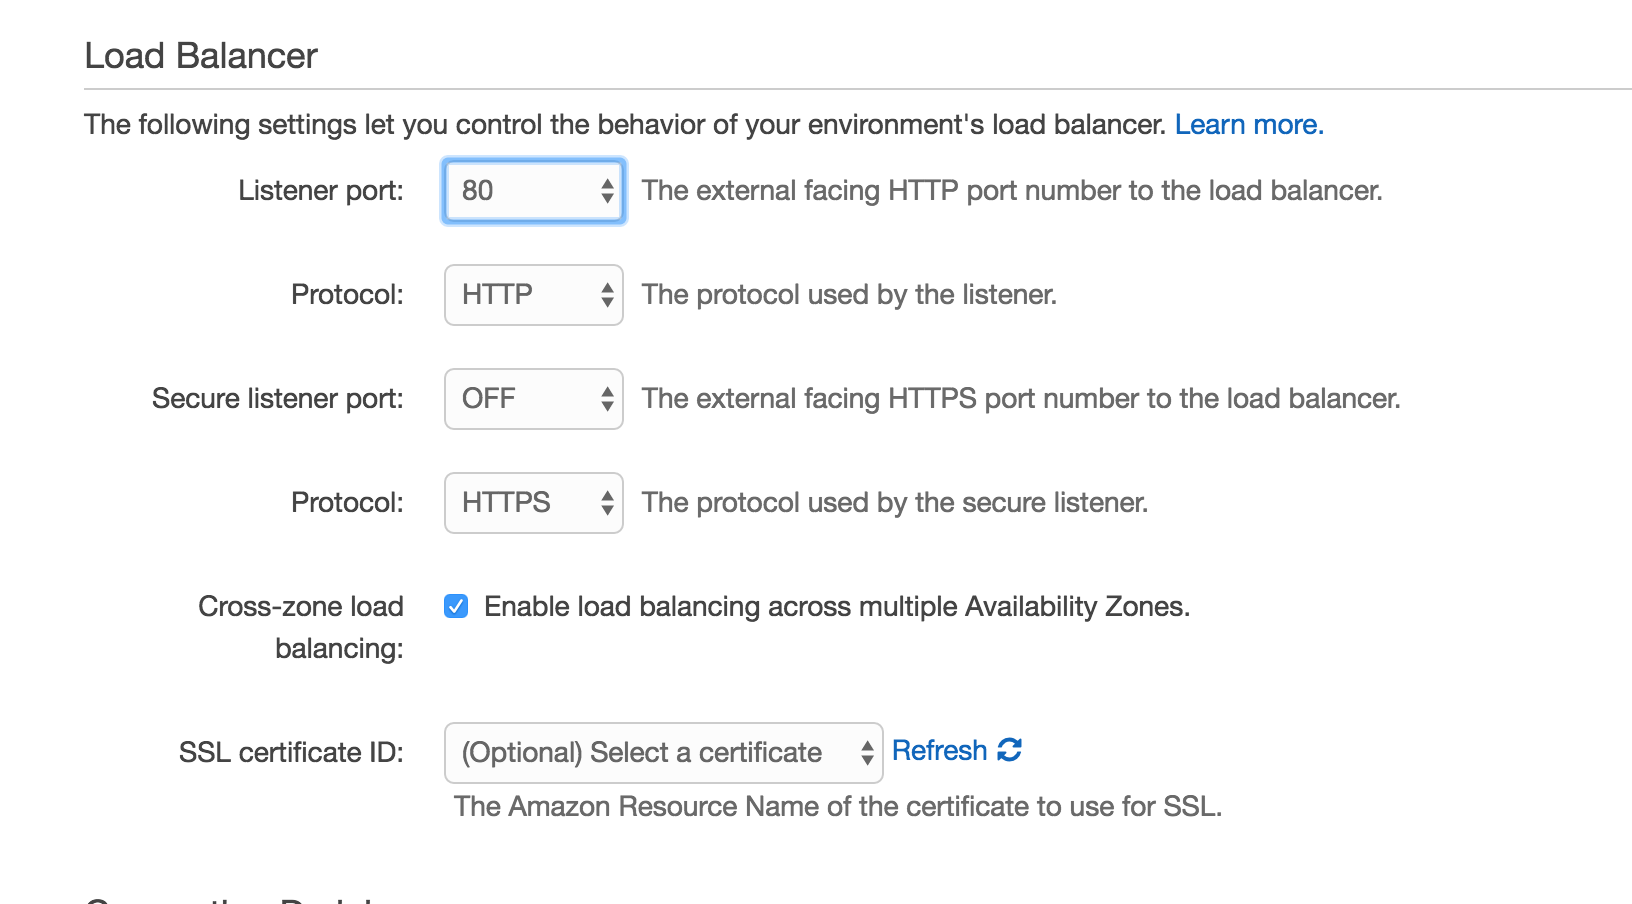 Load Balancer
The following settings let you control the behavior of your environment's load balancer. Learn more.
Listener port: 80 The external facing HTTP port number to the load balancer.
Protocol: HTTP The protocol used by the listener.
Secure listener port: OFF The external facing HTTPS port number to the load balancer.
Protocol: HTTPS The protocol used by the secure listener.
Cross-zone load Enable load balancing across multiple Availability Zones.
balancing:
SSL certificate ID: (Optional) Select a certificate Refresh
The Amazon Resource Name of the certificate to use for SSL.